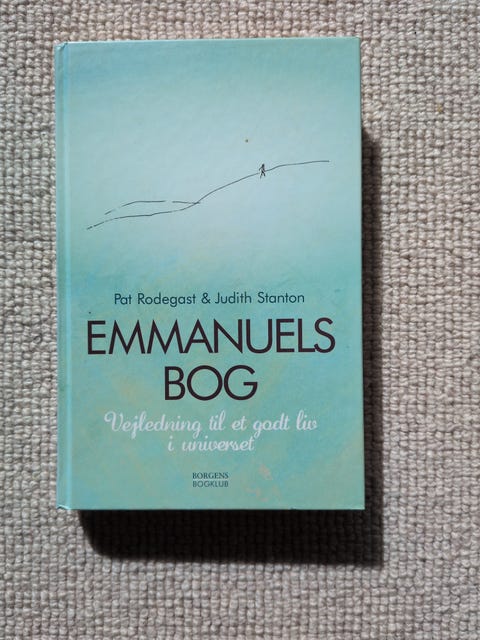 Pat Rodegast & Judith Stanton
EMMANUELS
BOG
Vejledning til et godt liv
i universet
BORGENS
BOGKLUB